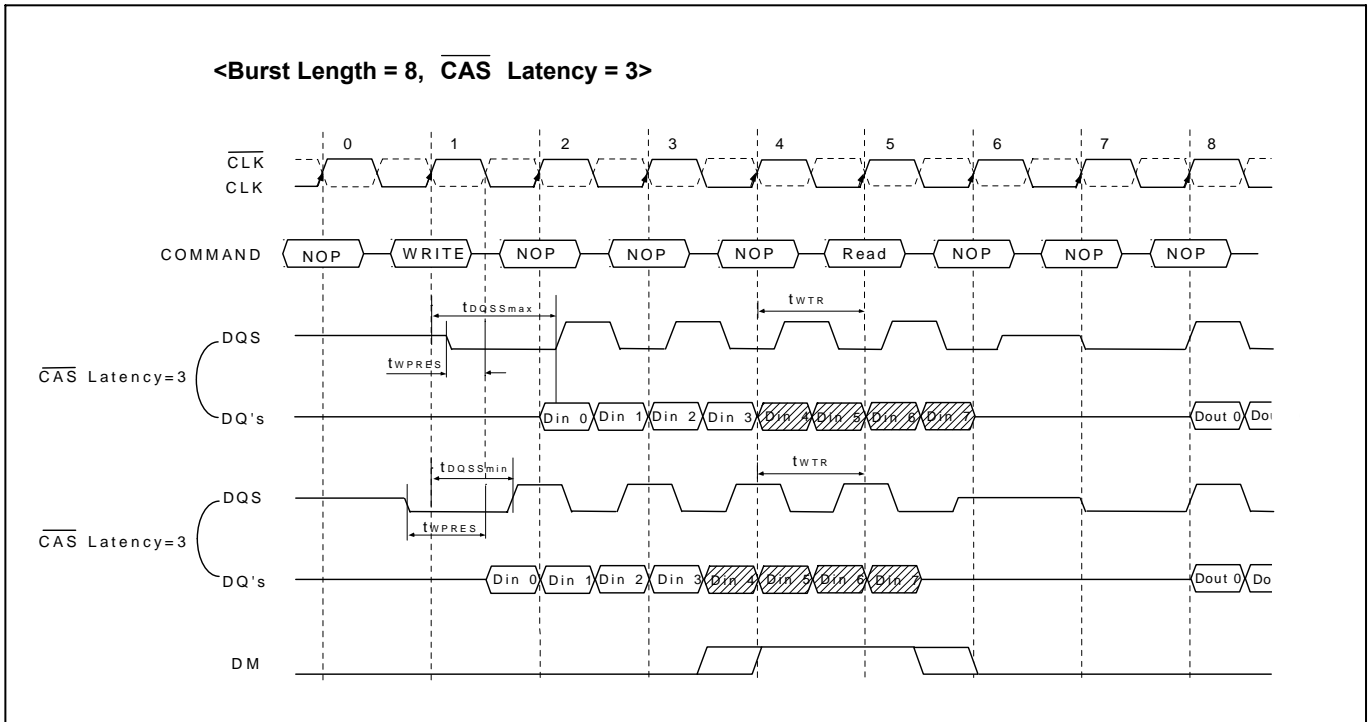 <Burst Length = 8, CAS Latency = 3>
0 1 2 3 4 5 6 7 8
CLK
CLK
COMMAND NOP WRITE NOP NOP NOP Read NOP NOP NOP
tDQSSmax tWTR
DQS
tWPRES
CAS Latency=3
DQ's Din 0 Din 1 Din 2 Din 3 Din 4 Din 5 Din 6 Din 7 Dout 0 Dou
tDQSSmin tWTR
DQS
tWPRES
CAS Latency=3
DQ's Din 0 Din 1 Din 2 Din 3 Din 4 Din 5 Din 6 Din 7 Dout 0 Do
DM